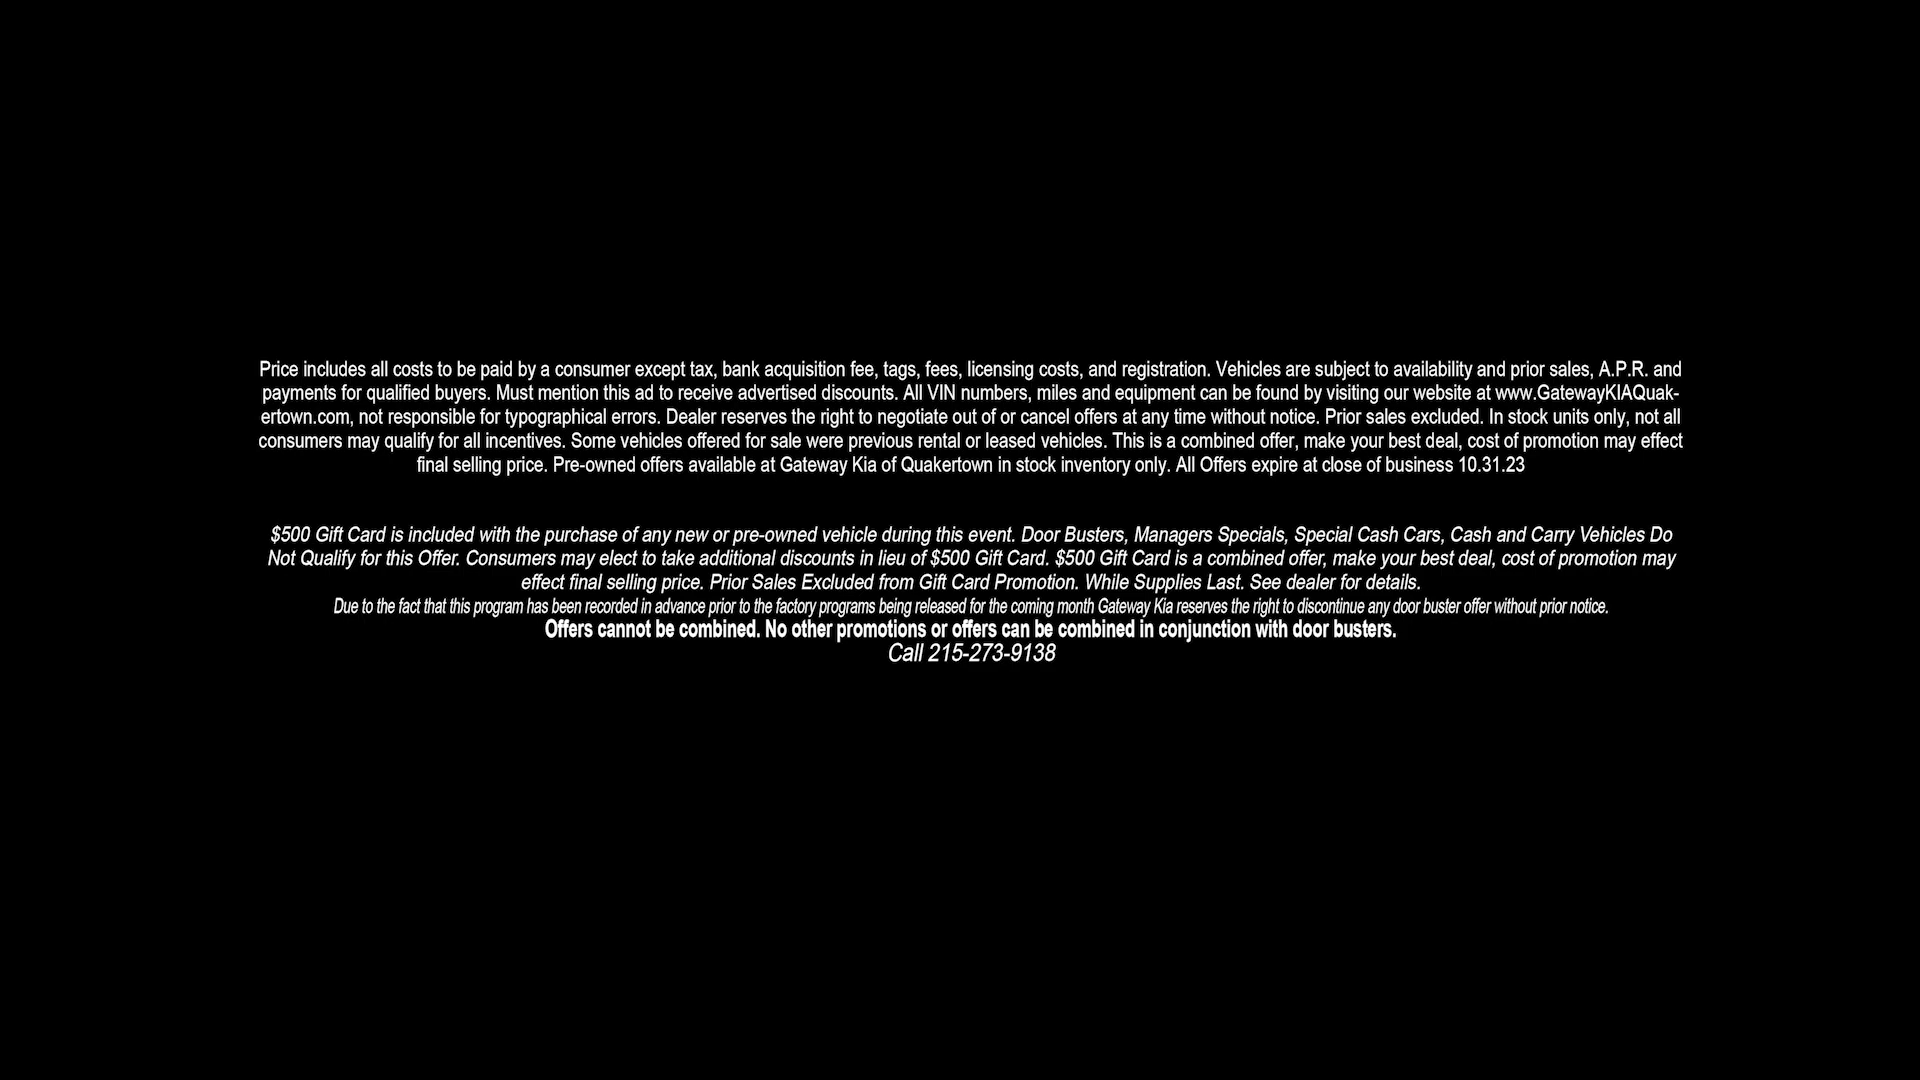 Price includes all costs to be paid by a consumer except tax, bank acquisition fee, tags, fees, licensing costs, and registration. Vehicles are subject to availability and prior sales, A.P.R. and
payments for qualified buyers. Must mention this ad to receive advertised discounts. All VIN numbers, miles and equipment can be found by visiting our website at www.GatewayKIAQuak-
ertown.com, not responsible for typographical errors. Dealer reserves the right to negotiate out of or cancel offers at any time without notice. Prior sales excluded. In stock units only, not all
consumers may qualify for all incentives. Some vehicles offered for sale were previous rental or leased vehicles. This is a combined offer, make your best deal, cost of promotion may effect
final selling price. Pre-owned offers available at Gateway Kia of Quakertown in stock inventory only. All Offers expire at close of business 10.31.23
$500 Gift Card is included with the purchase of any new or pre-owned vehicle during this event. Door Busters, Managers Specials, Special Cash Cars, Cash and Carry Vehicles Do
Not Qualify for this Offer. Consumers may elect to take additional discounts in lieu of $500 Gift Card. $500 Gift Card is a combined offer, make your best deal, cost of promotion may
effect final selling price. Prior Sales Excluded from Gift Card Promotion. While Supplies Last. See dealer for details.
Due to the fact that this program has been recorded in advance prior to the factory programs being released for the coming month Gateway Kia reserves the right to discontinue any door buster offer without prior notice.
Offers cannot be combined. No other promotions or offers can be combined in conjunction with door busters.
Call 215-273-9138